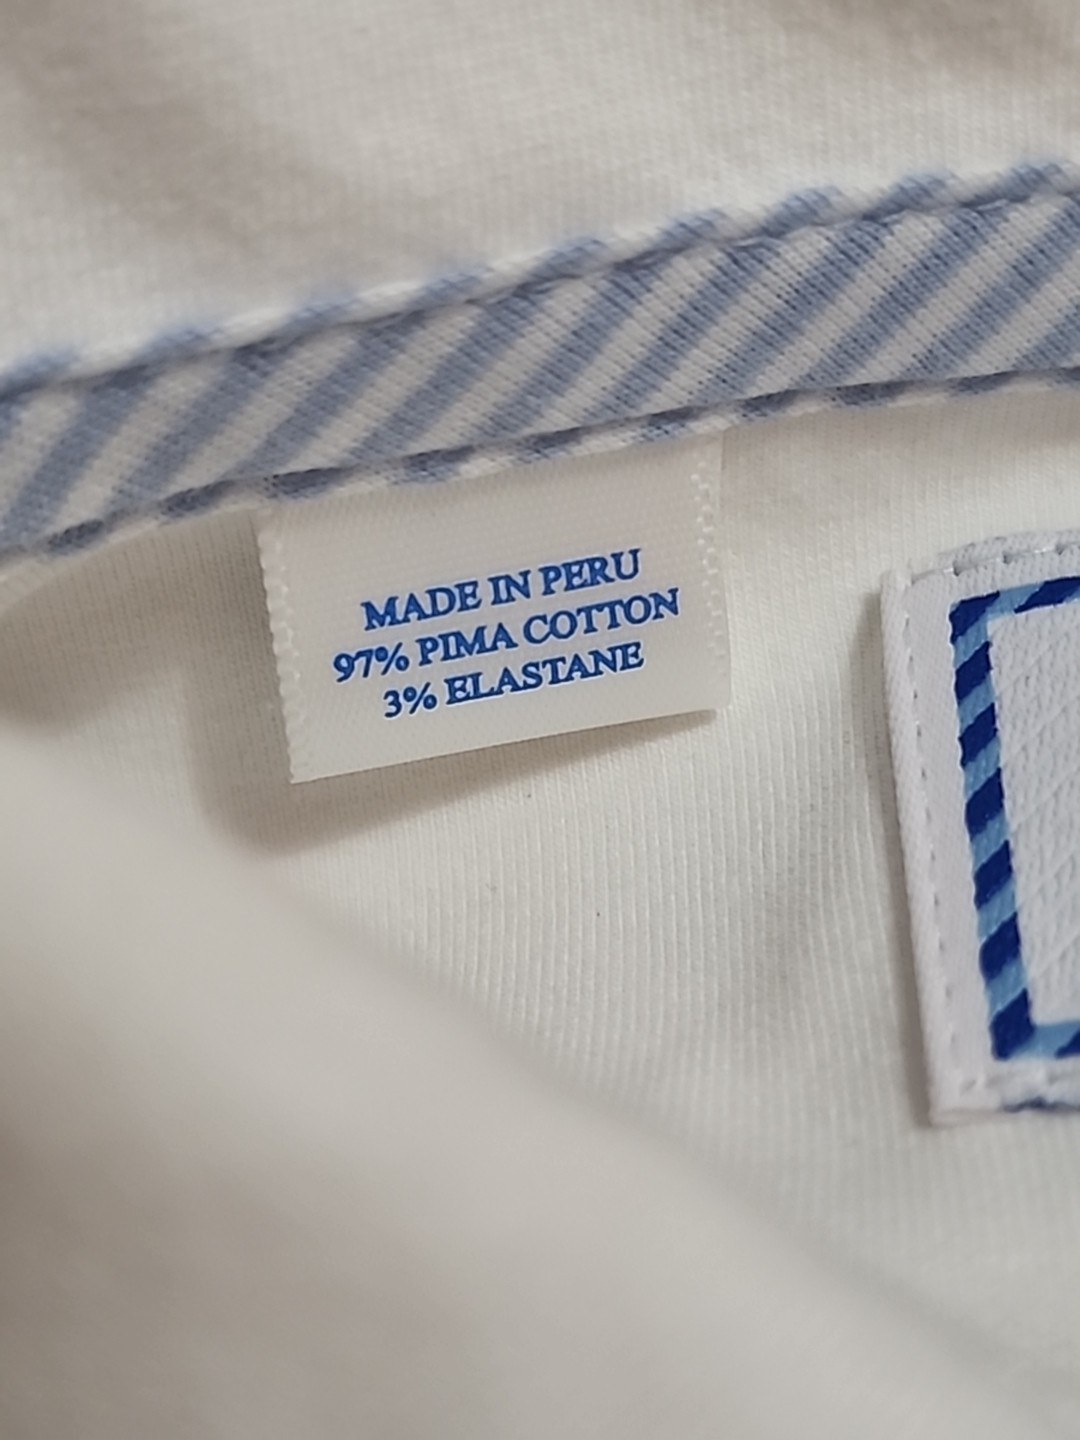 MADE IN PERU
97% PIMA COTTON
3% ELASTANE